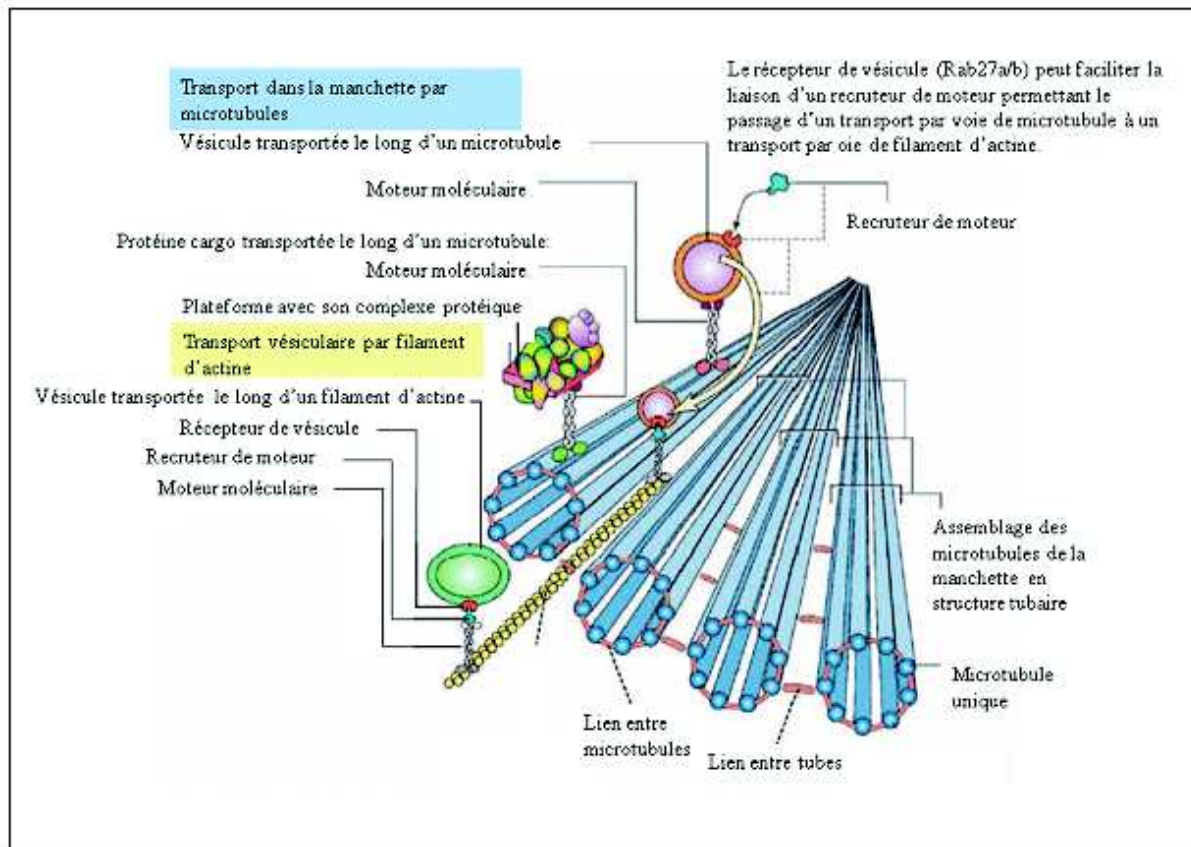 Transport dans la manchette par
microtubules
Vésicule transportée le long d'un microtubule
Moteur moléculaire
Protéine cargo transportée le long d'un microtubule:
Moteur moléculaire
Plateforme avec son complexe protéique
Transport vésiculaire par filament
d'actine
Vésicule transportée le long d'un filament d'actine
Récepteur de vésicule
Recruteur de moteur
Moteur moléculaire
Le récepteur de vésicule (Rab27a/b) peut faciliter la
liaison d'un recruteur de moteur permettant le
passage d'un transport par voie de microtubule à un
transport par oie de filament d'actine.
Recruteur de moteur
Assemblage des
microtubules de la
manchette en
structure tubaire
Microtubule
unique
Lien entre
microtubules
Lien entre tubes